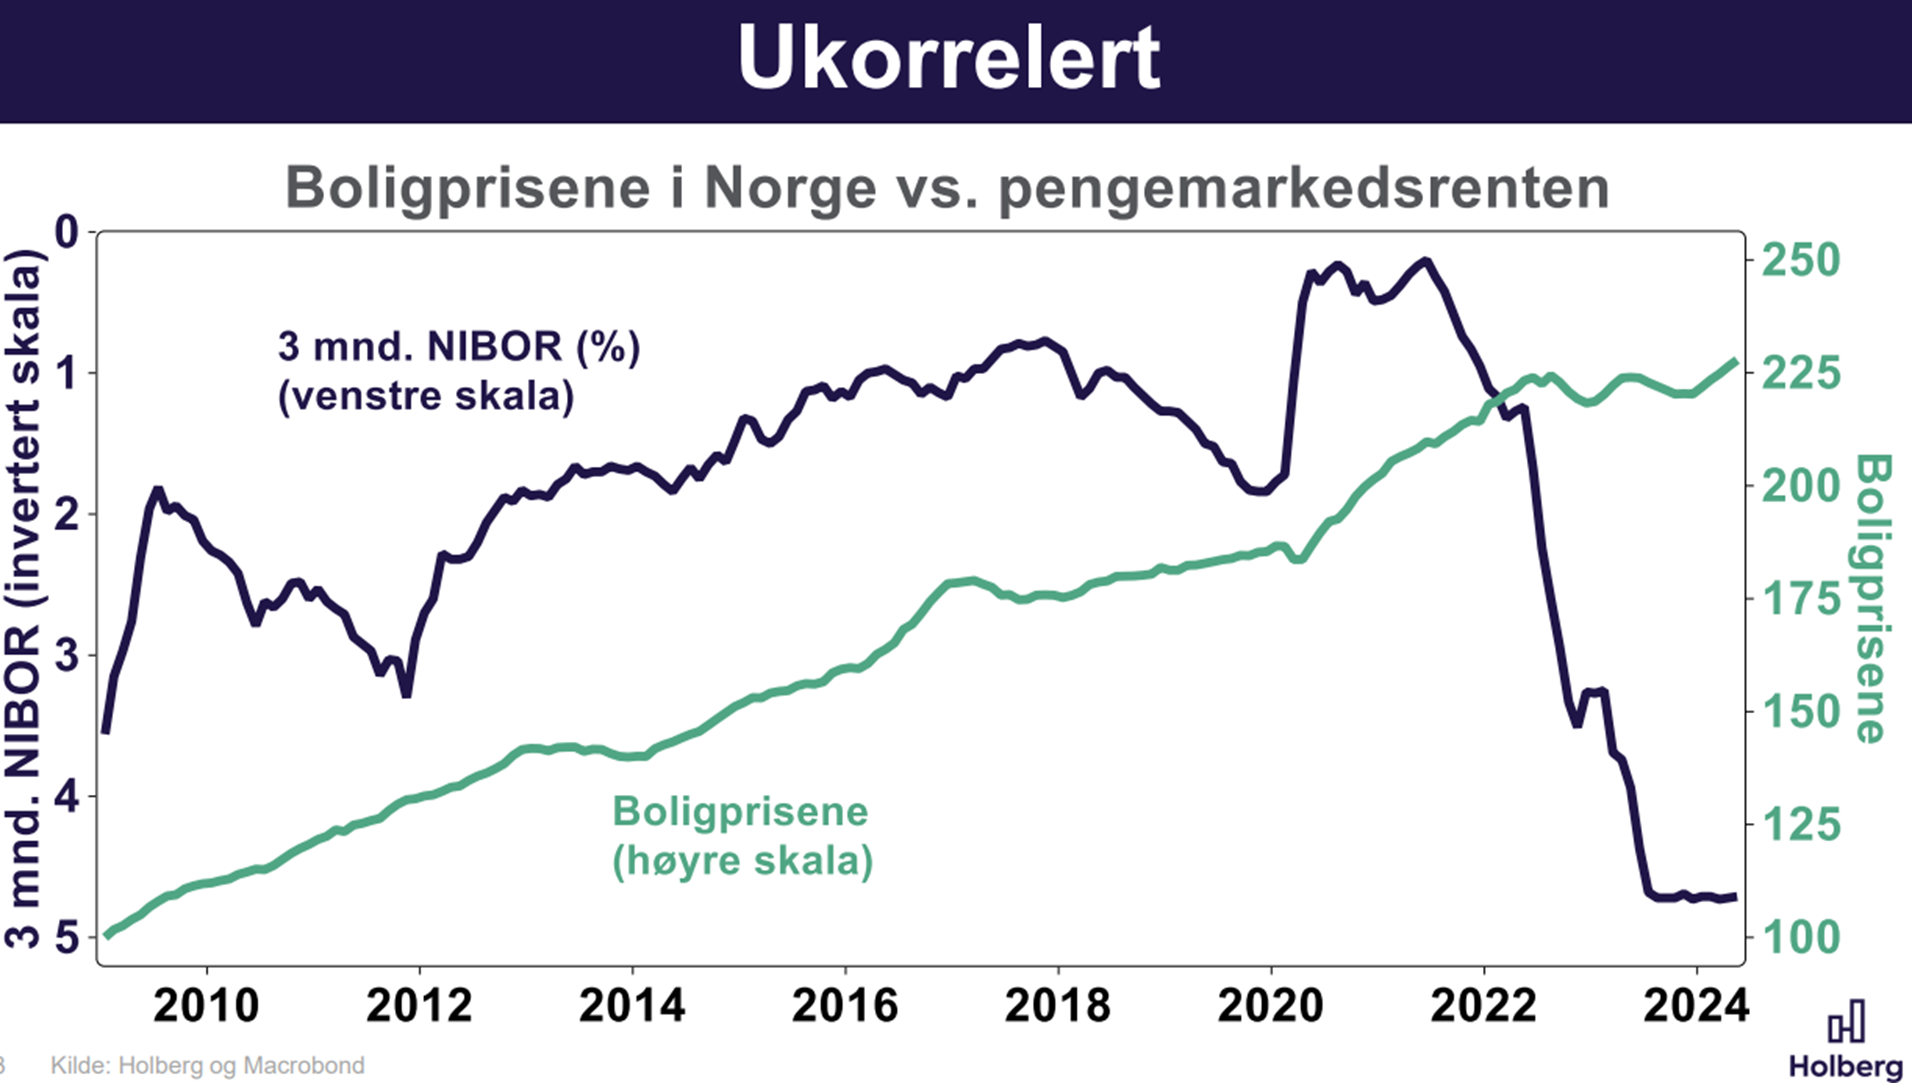 Ukorrelert
Boligprisene i Norge vs. pengemarkedsrenten
3 mnd. NIBOR (invertert skala)
0
1
2
3
4
5
3 mnd. NIBOR (%)
(venstre skala)
Boligprisene
(høyre skala)
250
225
200
175
150
125
100
Boligprisene
2010
2012
2014
2016
2018
2020
2022
2024
Kilde: Holberg og Macrobond
Holberg